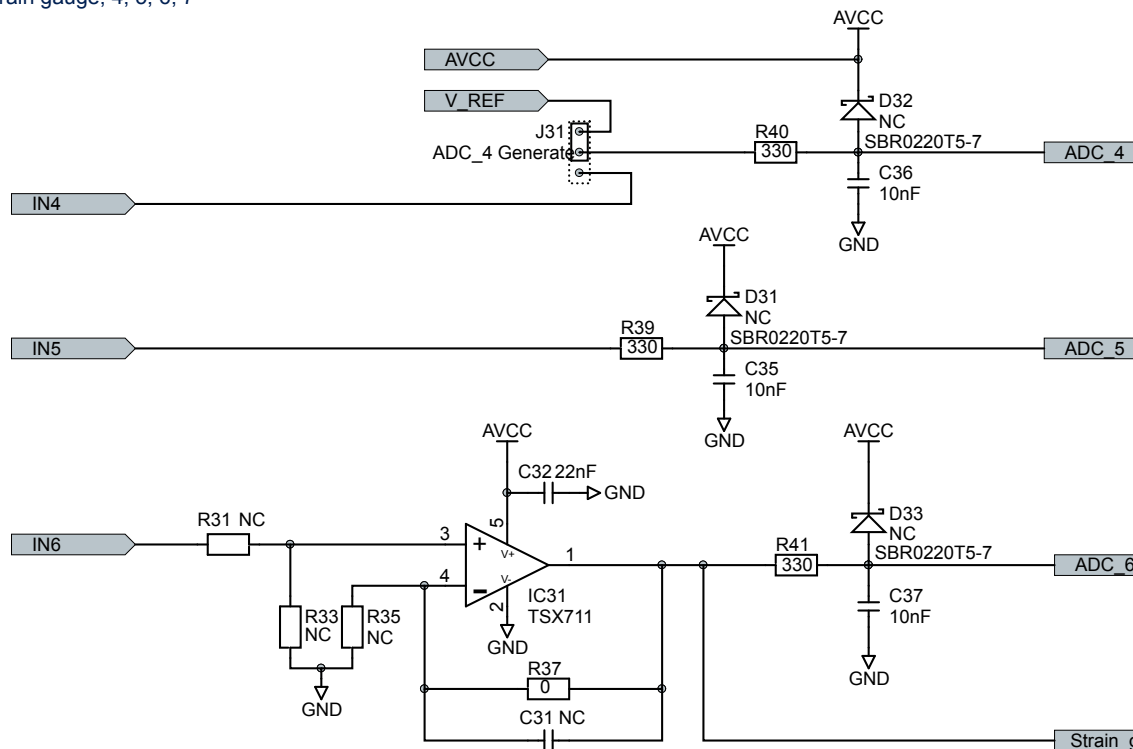 AVCC
AVCC
V_REF
D32
NC
J31
R40
SBR0220T5-7
ADC_4 Generate
330
ADC_4
C36
10nF
IN4
GND
AVCC
D31
NC
R39
SBR0220T5-7
IN5
330
ADC_5
C35
10nF
GND
AVCC
AVCC
C32 22nF
GND
R31 NC
D33
NC
5
IN6
3
+
V+
1
R41
SBR0220T5-7
330
ADC_6
4
-
V-
IC31
TSX711
2
C37
10nF
R33
NC
R35
NC
GND
R37
0
GND
GND
C31 NC